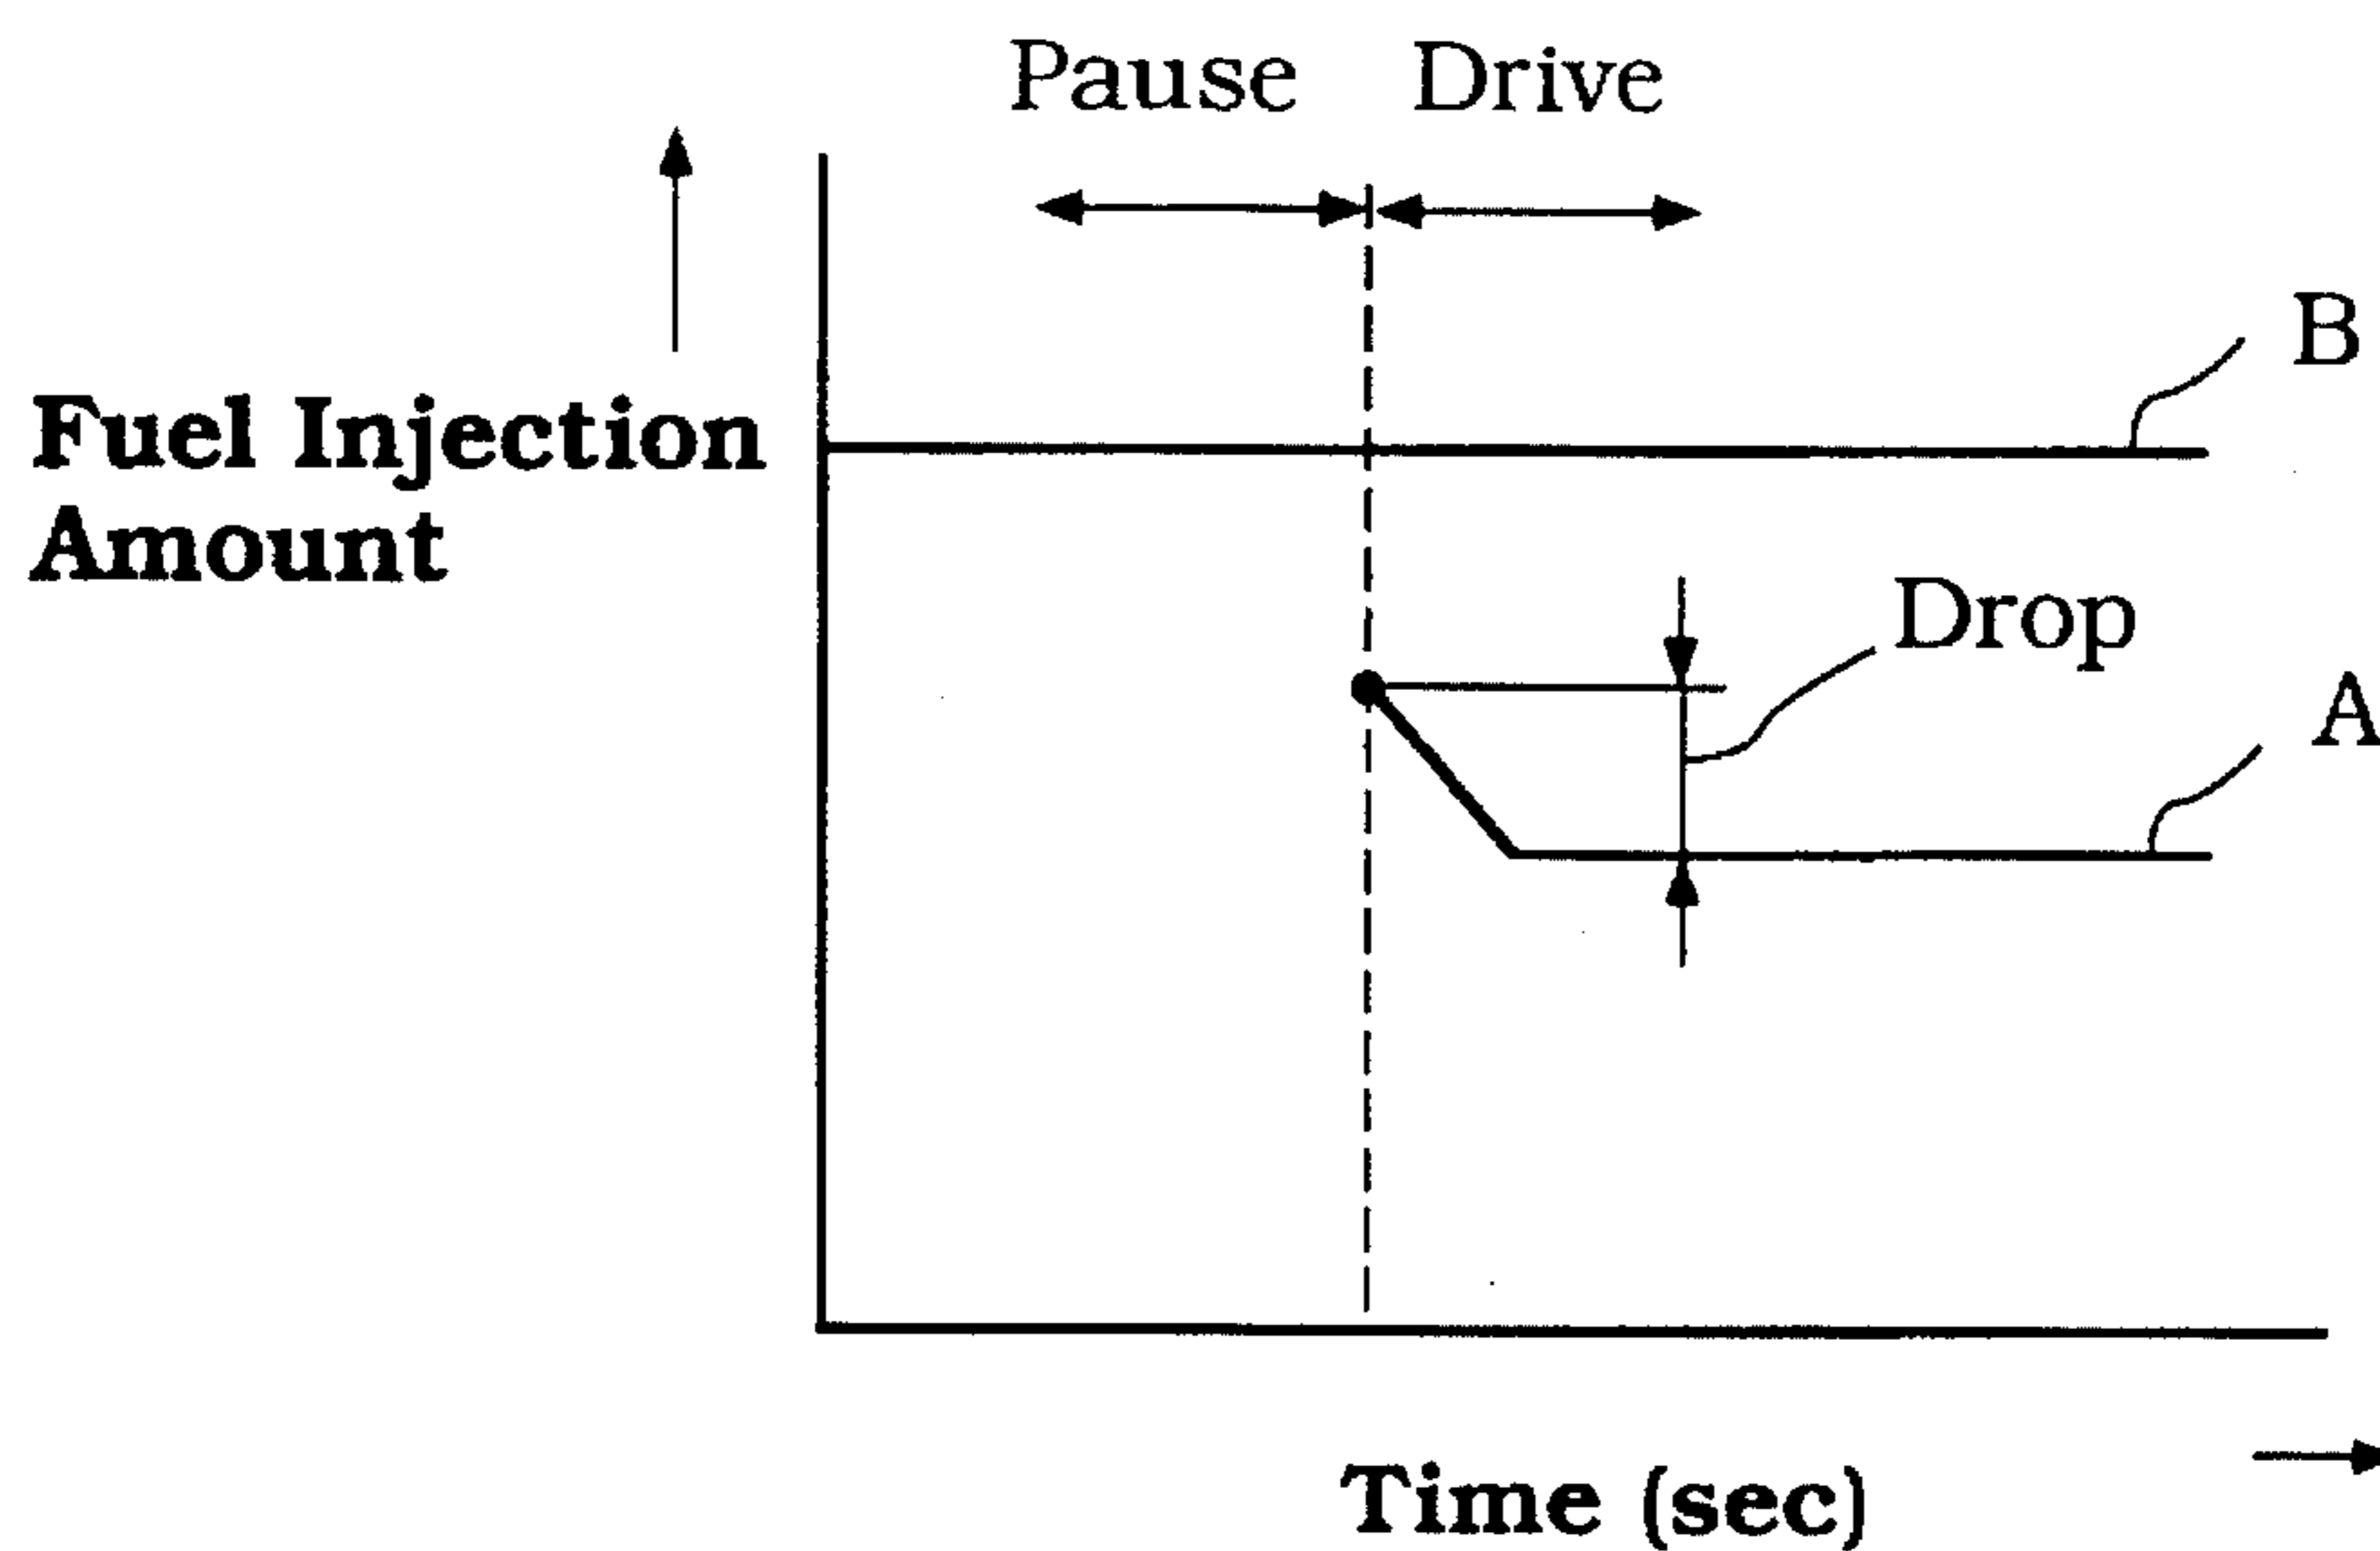 Pause Drive
B
Fuel Injection
Amount
Drop
A
Time (sec)